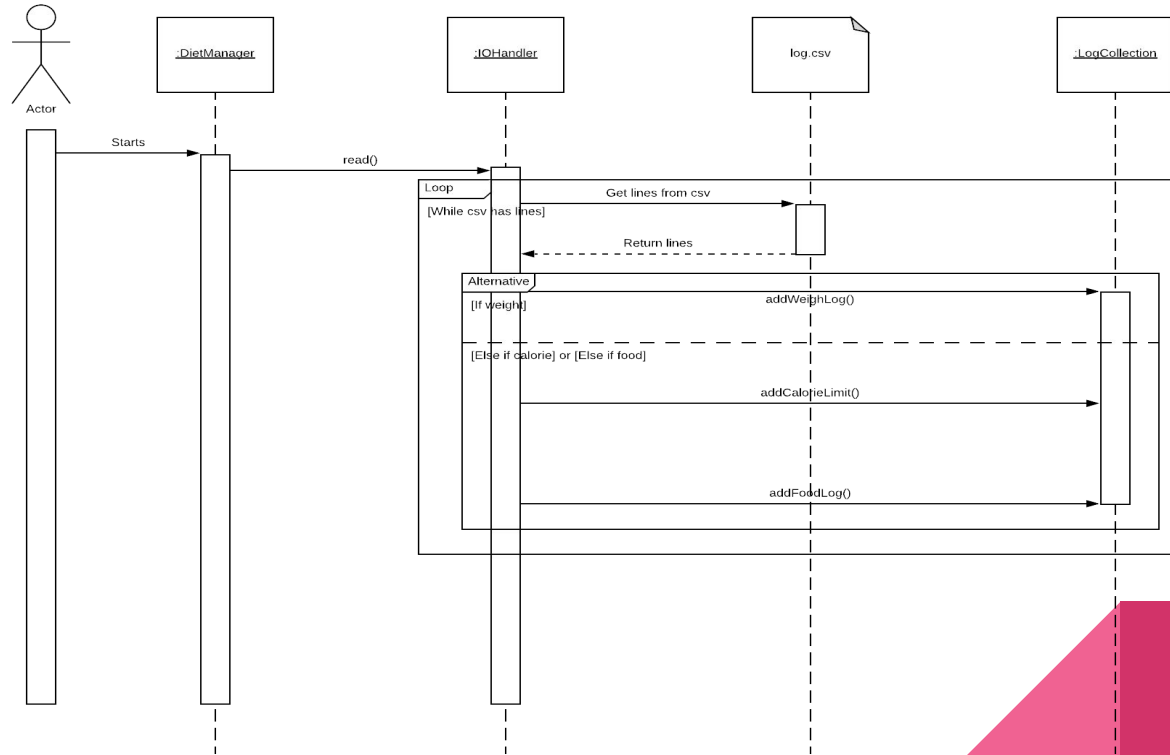 :DietManager
:IOHandler
log.csv
:LogCollection
Actor
Starts
read()
Loop
Get lines from csv
[While csv has lines]
Return lines
Alternative
addWeighLog()
[If weight]
[Else if calorie] or [Else if food]
addCalorieLimit()
addFoodLog()